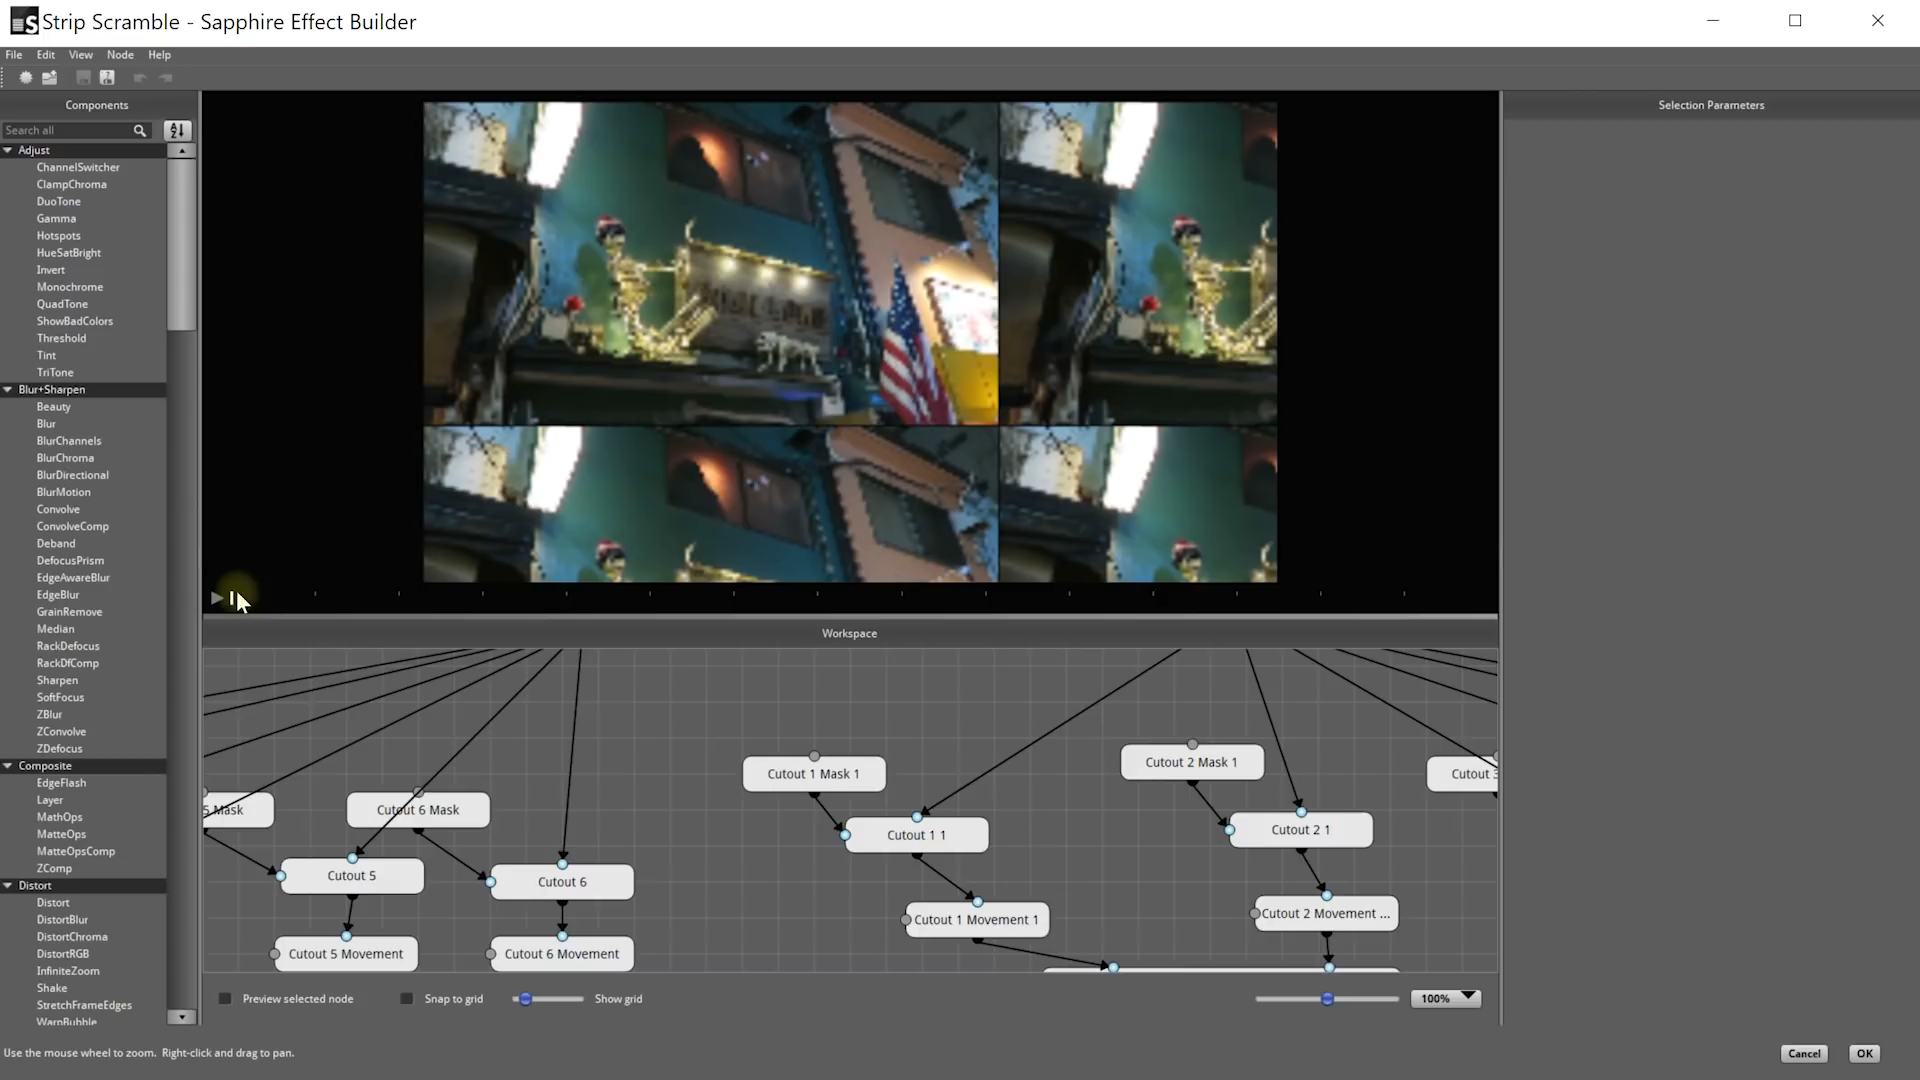 Strip Scramble - Sapphire Effect Builder
File Edit View Node Help
Components
Search all
Adjust
ChannelSwitcher
ClampChroma
DuoTone
Gamma
Hotspots
HueSatBright
Invert
Monochrome
QuadTone
ShowBadColors
Threshold
Tint
TriTone
Blur+Sharpen
Beauty
Blur
BlurChannels
BlurChroma
BlurDirectional
BlurMotion
Convolve
ConvolveComp
Deband
DefocusPrism
EdgeAwareBlur
EdgeBlur
GrainRemove
Median
RackDefocus
RackDfComp
Sharpen
SoftFocus
ZBlur
ZConvolve
ZDefocus
Composite
EdgeFlash
Layer
MathOps
MatteOps
MatteOpsComp
ZComp
Distort
Distort
DistortBlur
DistortChroma
DistortRGB
InfiniteZoom
Shake
StretchFrameEdges
WarpBubble
Selection Parameters
Workspace
5 Mask
Cutout 6 Mask
Cutout 5
Cutout 6
Cutout 5 Movement
Cutout 6 Movement
Cutout 1 Mask 1
Cutout 1 1
Cutout 1 Movement 1
Cutout 2 Mask 1
Cutout 2 1
Cutout 2 Movement ...
Cutout 3
Preview selected node
Snap to grid
Show grid
100%
Use the mouse wheel to zoom. Right-click and drag to pan.
Cancel
OK